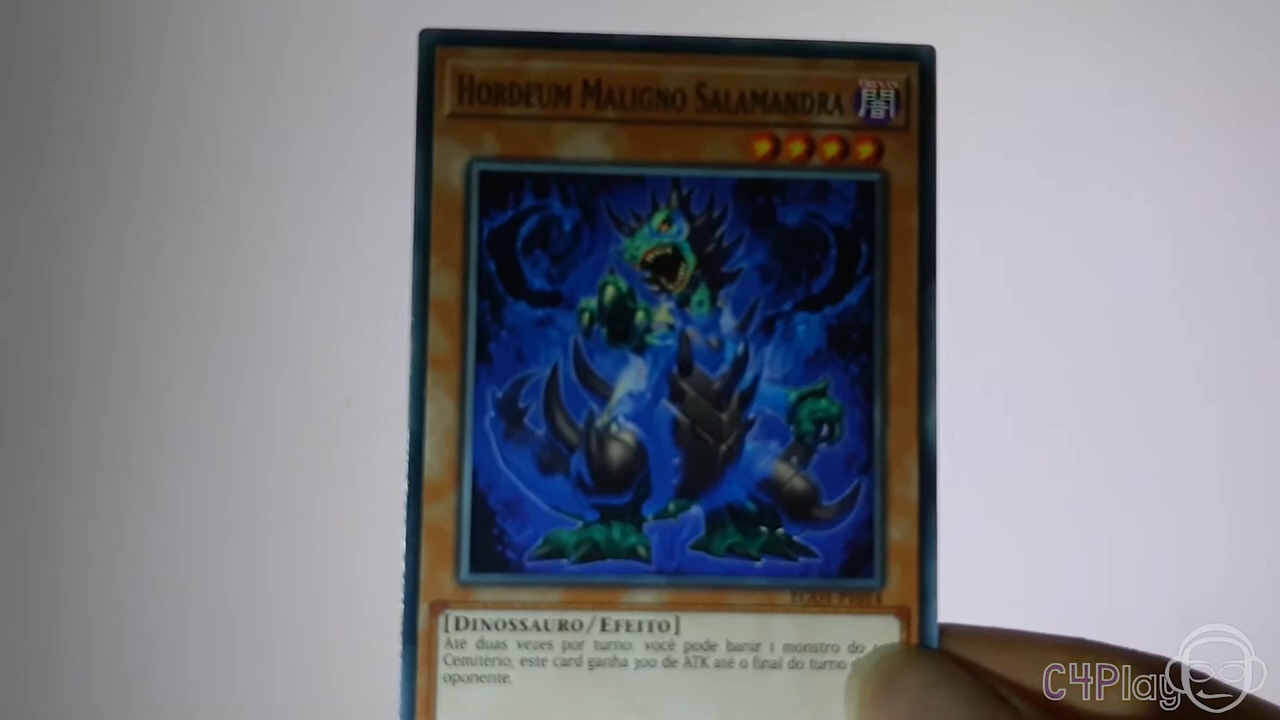 Hordeum Maligno Salamandra
闇
[Dinossauro/Efeito]
Até duas vezes por turno: você pode banir 1 monstro do
Cemitério; este card ganha 300 de ATK até o final do turno
oponente.
C4Play